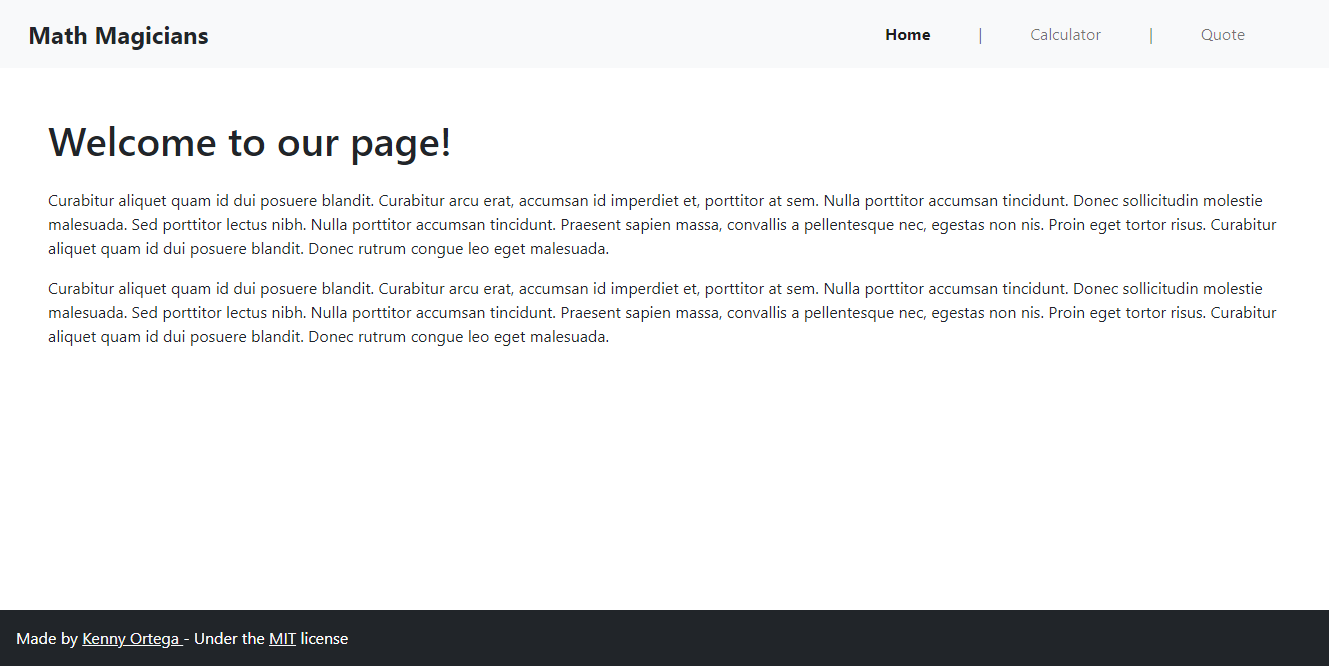 Math Magicians
Home | Calculator | Quote
Welcome to our page!
Curabitur aliquet quam id dui posuere blandit. Curabitur arcu erat, accumsan id imperdiet et, porttitor at sem. Nulla porttitor accumsan tincidunt. Donec sollicitudin molestie
malesuada. Sed porttitor lectus nibh. Nulla porttitor accumsan tincidunt. Praesent sapien massa, convallis a pellentesque nec, egestas non nis. Proin eget tortor risus. Curabitur
aliquet quam id dui posuere blandit. Donec rutrum congue leo eget malesuada.
Curabitur aliquet quam id dui posuere blandit. Curabitur arcu erat, accumsan id imperdiet et, porttitor at sem. Nulla porttitor accumsan tincidunt. Donec sollicitudin molestie
malesuada. Sed porttitor lectus nibh. Nulla porttitor accumsan tincidunt. Praesent sapien massa, convallis a pellentesque nec, egestas non nis. Proin eget tortor risus. Curabitur
aliquet quam id dui posuere blandit. Donec rutrum congue leo eget malesuada.
Made by Kenny Ortega - Under the MIT license